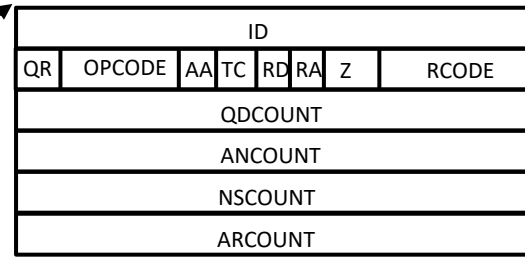 ID
QR OPCODE AA TC RD RA Z RCODE
QDCOUNT
ANCOUNT
NSCOUNT
ARCOUNT